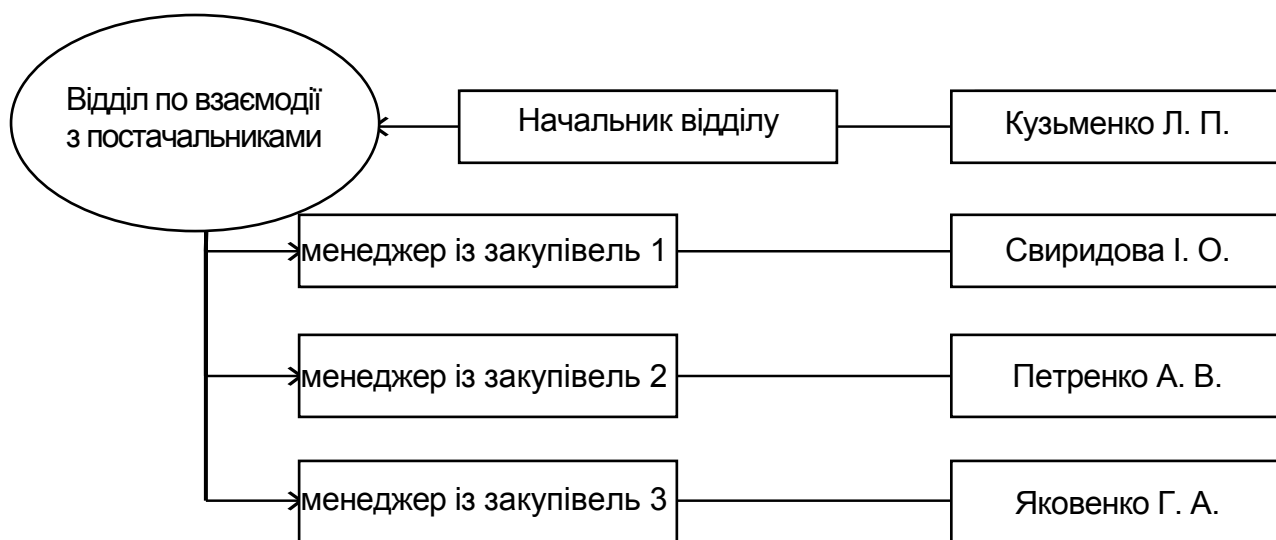 Відділ по взаємодії
з постачальниками
Начальник відділу
Кузьменко Л. П.
менеджер із закупівель 1
Свиридова І. О.
менеджер із закупівель 2
Петренко А. В.
менеджер із закупівель 3
Яковенко Г. А.